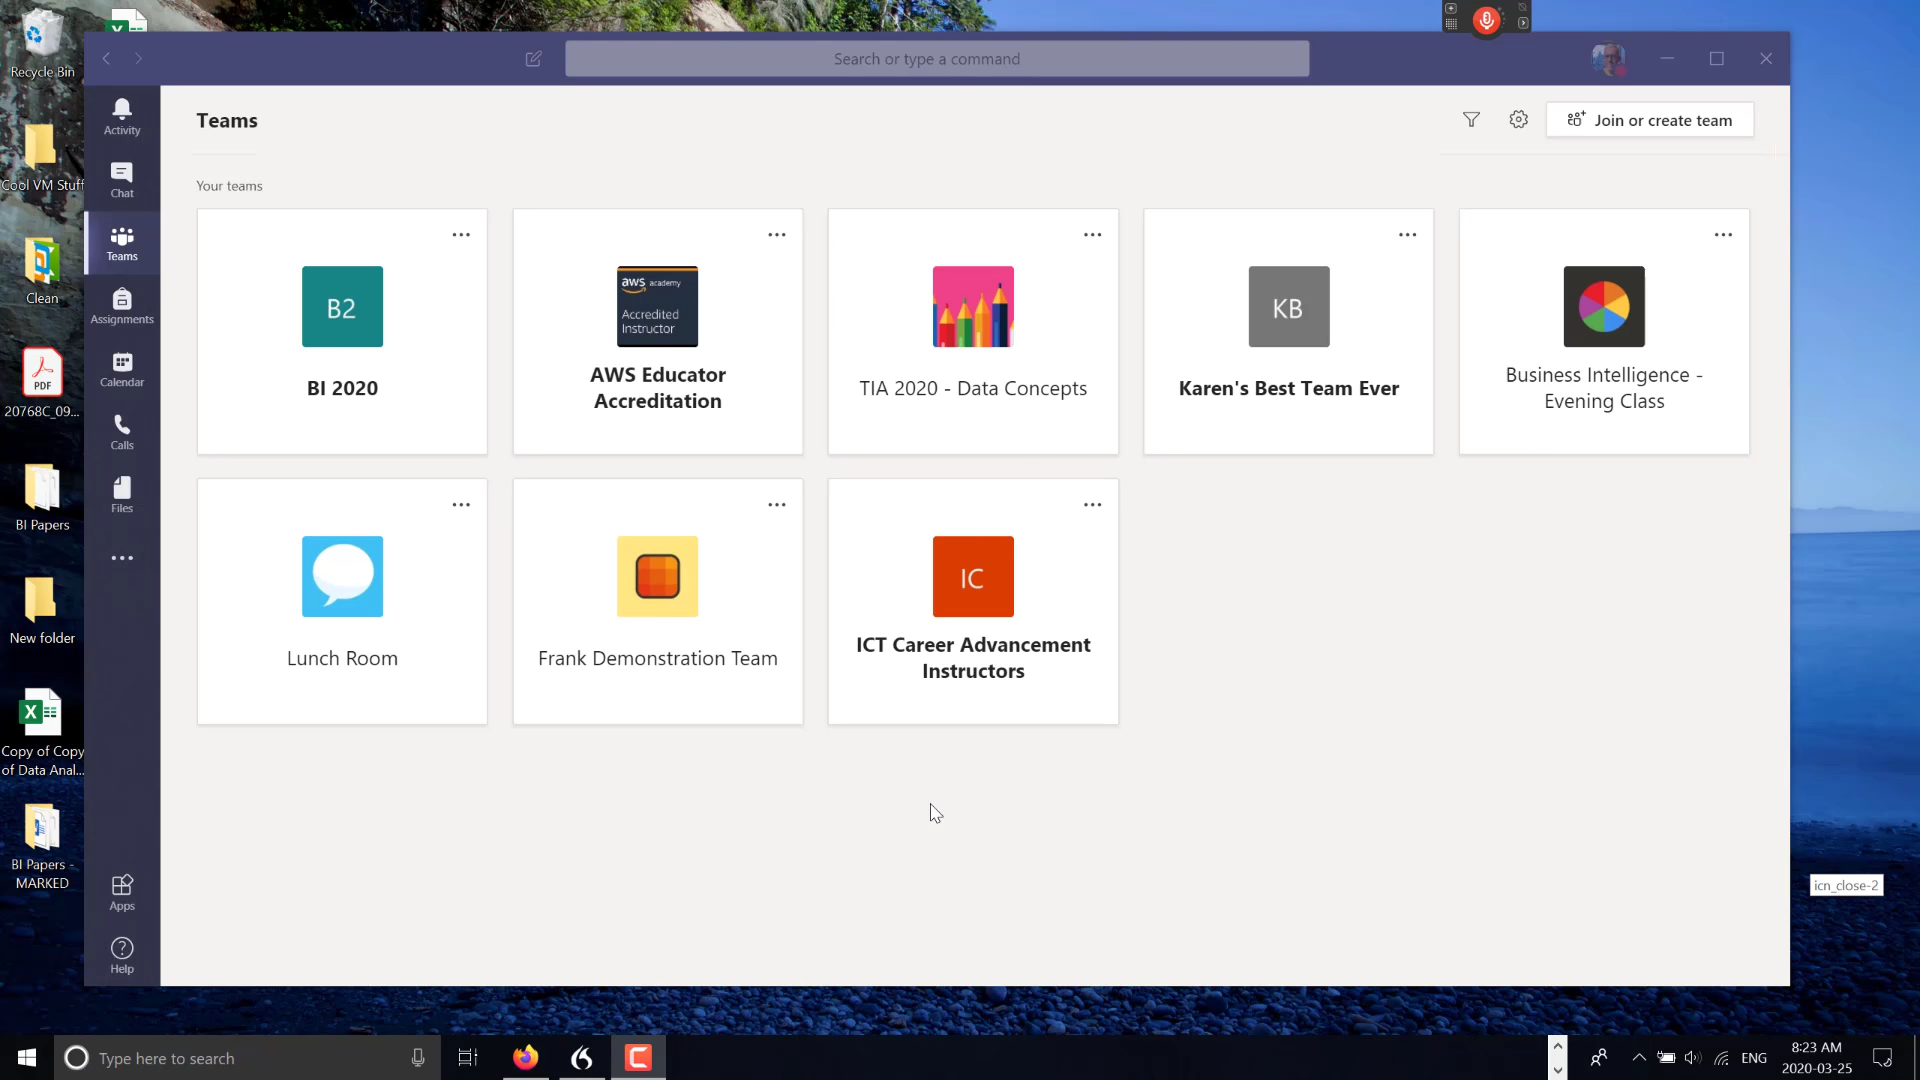 Recycle Bin
Cool VM Stuff
Clean
PDF
20768C_09...
BI Papers
New folder
Copy of Copy
of Data Anal...
BI Papers -
MARKED
Search or type a command
Activity
Chat
Teams
Assignments
Calendar
Calls
Files
Apps
Help
Teams
Join or create team
Your teams
B2
BI 2020
aws academy
Accredited
Instructor
AWS Educator
Accreditation
TIA 2020 - Data Concepts
KB
Karen's Best Team Ever
Business Intelligence -
Evening Class
Lunch Room
Frank Demonstration Team
IC
ICT Career Advancement
Instructors
icn_close-2
Type here to search
ENG
8:23 AM
2020-03-25